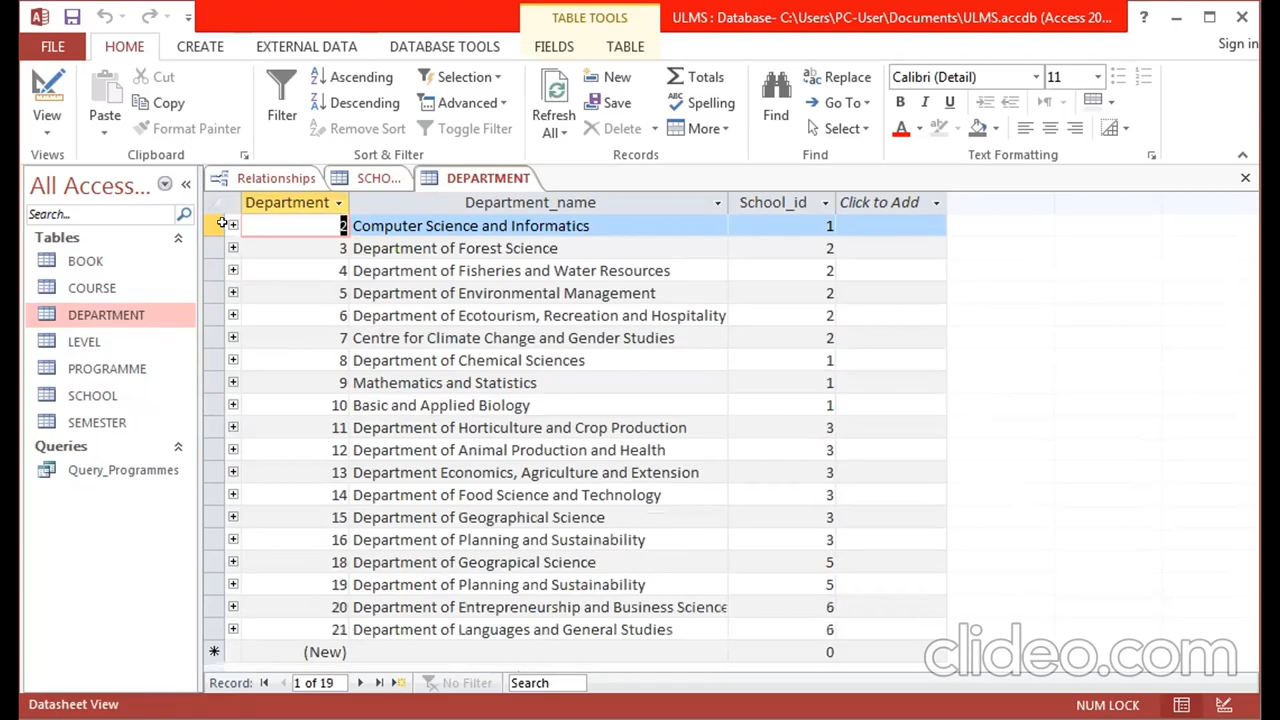 TABLE TOOLS
ULMS : Database- C:\Users\PC-User\Documents\ULMS.accdb (Access 20...
?
Sign in
FILE HOME CREATE EXTERNAL DATA DATABASE TOOLS FIELDS TABLE
View
Views
Paste
Cut
Copy
Format Painter
Clipboard
Filter
Ascending
Descending
Remove Sort
Selection
Advanced
Toggle Filter
Sort & Filter
Refresh
All
New
Save
Delete
Totals
Spelling
More
Records
Find
Replace
Go To
Select
Find
Calibri (Detail) 11
B I U
A
Text Formatting
All Access...
Search...
Tables
BOOK
COURSE
DEPARTMENT
LEVEL
PROGRAMME
SCHOOL
SEMESTER
Queries
Query_Programmes
Relationships SCHO... DEPARTMENT
Department Department_name School_id Click to Add
2 Computer Science and Informatics 1
3 Department of Forest Science 2
4 Department of Fisheries and Water Resources 2
5 Department of Environmental Management 2
6 Department of Ecotourism, Recreation and Hospitality 2
7 Centre for Climate Change and Gender Studies 2
8 Department of Chemical Sciences 1
9 Mathematics and Statistics 1
10 Basic and Applied Biology 1
11 Department of Horticulture and Crop Production 3
12 Department of Animal Production and Health 3
13 Department Economics, Agriculture and Extension 3
14 Department of Food Science and Technology 3
15 Department of Geographical Science 3
16 Department of Planning and Sustainability 3
18 Department of Geograpical Science 5
19 Department of Planning and Sustainability 5
20 Department of Entrepreneurship and Business Science 6
21 Department of Languages and General Studies 6
* (New) 0
Record: 1 of 19 No Filter Search
clideo.com
Datasheet View NUM LOCK